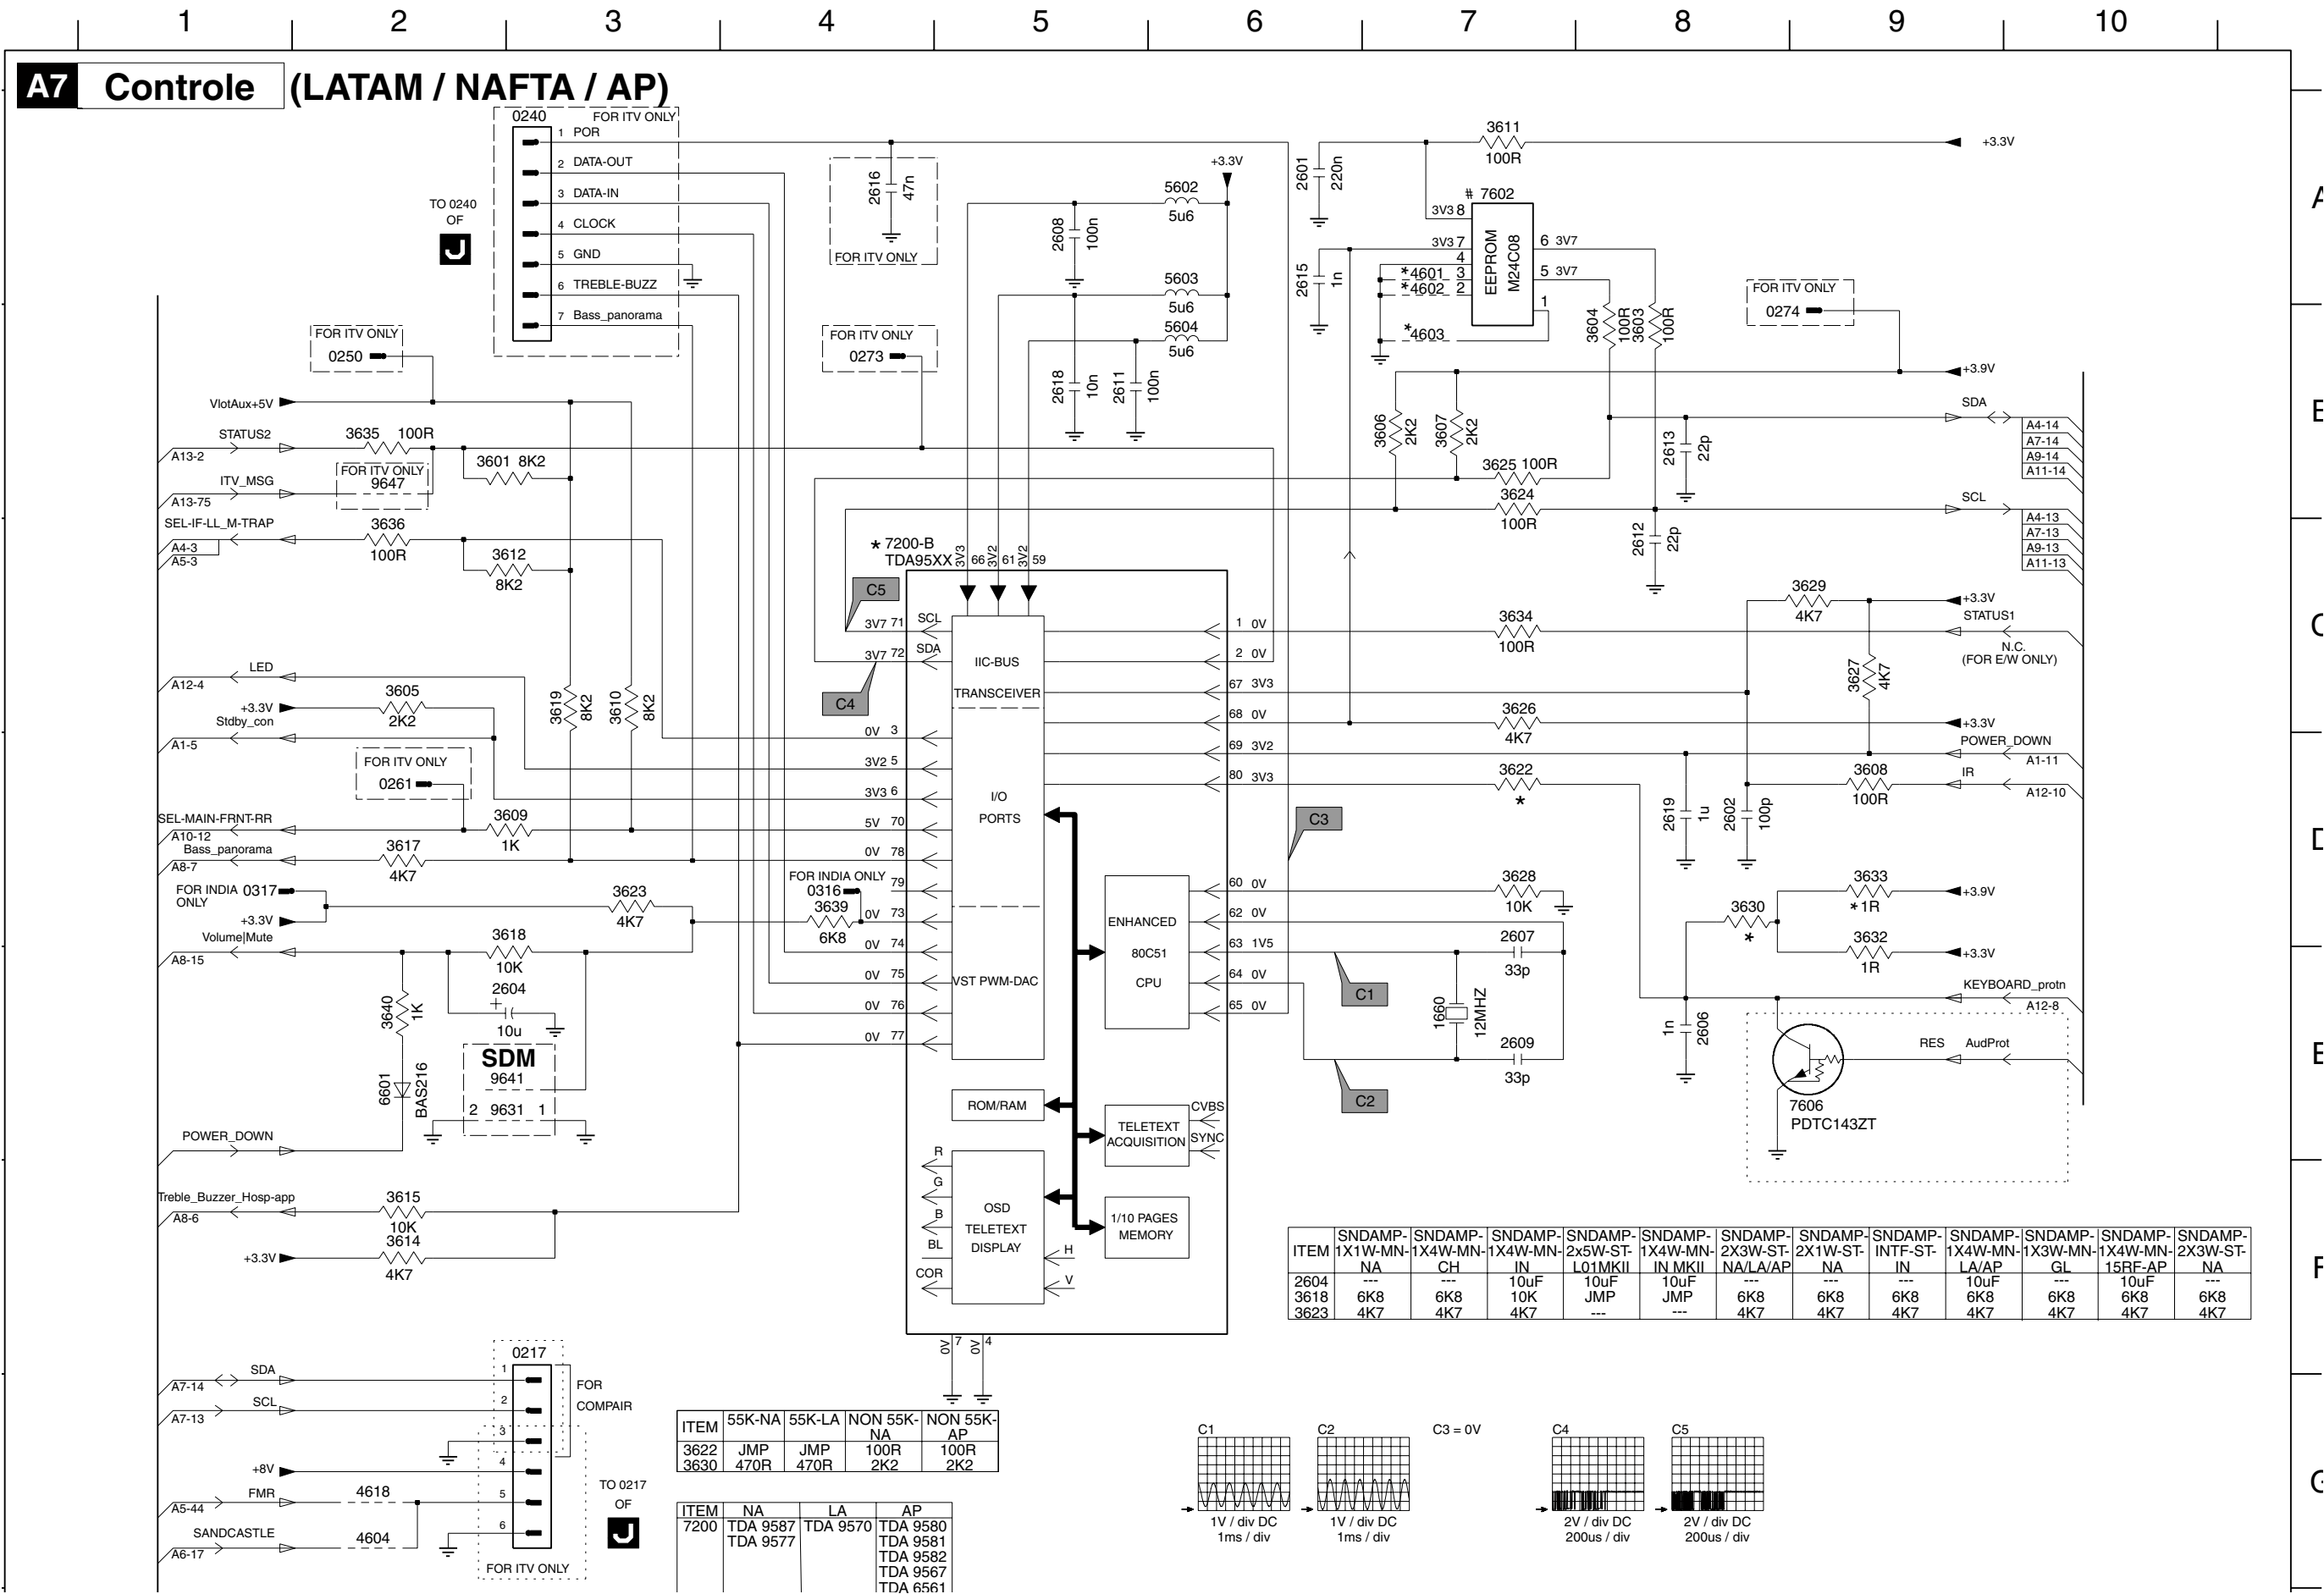 1 2 3 4 5 6 7 8 9 10
A7 Controle (LATAM / NAFTA / AP)
0240 FOR ITV ONLY
1 POR
2 DATA-OUT
3 DATA-IN
4 CLOCK
5 GND
6 TREBLE-BUZZ
7 Bass_panorama
TO 0240
OF
J
2616 47n
FOR ITV ONLY
+3.3V
5602
5u6
2608 100n
5603
5u6
5604
5u6
2618 10n
2611 100n
2601 220n
2615 1n
3611
100R
+3.3V
# 7602
3V3 8
3V3 7
4
*4601 3
*4602 2
*4603
EEPROM
M24C08
6 3V7
5 3V7
1
3604 100R
3603 100R
FOR ITV ONLY
0274
A
FOR ITV ONLY
0250
FOR ITV ONLY
0273
VlotAux+5V
STATUS2
A13-2
3635 100R
3601 8K2
FOR ITV ONLY
9647
ITV_MSG
A13-75
SEL-IF-LL_M-TRAP
A4-3
A5-3
3636
100R
3612
8K2
+3.9V
SDA
A4-14
A7-14
A9-14
A11-14
3606 2K2
3607 2K2
2613 22p
3625 100R
3624
100R
SCL
A4-13
A7-13
A9-13
A11-13
2612 22p
* 7200-B
TDA95XX
3V3 66
3V2 61
3V2 59
C5
C4
3V7 71 SCL
3V7 72 SDA
IIC-BUS
TRANSCEIVER
1 0V
2 0V
67 3V3
68 0V
69 3V2
80 3V3
3634
100R
3626
4K7
3622
*
3629
4K7
+3.3V
STATUS1
N.C.
(FOR E/W ONLY)
3627 4K7
+3.3V
POWER_DOWN
A1-11
3608
100R
IR
A12-10
2619 1u
2602 100p
LED
A12-4
+3.3V
3605
2K2
Stdby_con
A1-5
3619 8K2
3610 8K2
FOR ITV ONLY
0261
SEL-MAIN-FRNT-RR
A10-12
3609
1K
Bass_panorama
A8-7
3617
4K7
FOR INDIA 0317
ONLY
+3.3V
3623
4K7
Volume|Mute
A8-15
3618
10K
2604
+
10u
3640 1K
6601 BAS216
SDM
9641
2 9631 1
POWER_DOWN
0V 3
3V2 5
3V3 6
5V 70
0V 78
79
0V 73
0V 74
0V 75
0V 76
0V 77
FOR INDIA ONLY
0316
3639
6K8
I/O
PORTS
VST PWM-DAC
ENHANCED
80C51
CPU
60 0V
62 0V
63 1V5
64 0V
65 0V
C3
C1
C2
3628
10K
2607
33p
1660 12MHZ
2609
33p
3633
* 1R
+3.9V
3630
*
3632
1R
+3.3V
KEYBOARD_protn
A12-8
1n 2606
RES AudProt
7606
PDTC143ZT
ROM/RAM
TELETEXT
ACQUISITION
CVBS
SYNC
R
G
B
BL
COR
OSD
TELETEXT
DISPLAY
H
V
1/10 PAGES
MEMORY
0V 7
0V 4
Treble_Buzzer_Hosp-app
A8-6
3615
10K
3614
4K7
+3.3V
ITEM SNDAMP-1X1W-MN-NA SNDAMP-1X4W-MN-CH SNDAMP-1X4W-MN-IN SNDAMP-2x5W-ST-L01MKII SNDAMP-1X4W-MN-IN MKII SNDAMP-2X3W-ST-NA/LA/AP SNDAMP-2X1W-ST-NA SNDAMP-INTF-ST-IN SNDAMP-1X4W-MN-LA/AP SNDAMP-1X3W-MN-GL SNDAMP-1X4W-MN-15RF-AP SNDAMP-2X3W-ST-NA
2604 --- --- 10uF 10uF 10uF --- --- --- 10uF --- 10uF ---
3618 6K8 6K8 10K JMP JMP 6K8 6K8 6K8 6K8 6K8 6K8 6K8
3623 4K7 4K7 4K7 --- --- 4K7 4K7 4K7 4K7 4K7 4K7 4K7
0217
1
2
3
4
5
6
FOR
COMPAIR
SDA
A7-14
SCL
A7-13
+8V
FMR
A5-44
4618
SANDCASTLE
A6-17
4604
FOR ITV ONLY
TO 0217
OF
J
ITEM 55K-NA 55K-LA NON 55K-NA NON 55K-AP
3622 JMP JMP 100R 100R
3630 470R 470R 2K2 2K2
ITEM NA LA AP
7200 TDA 9587 TDA 9570 TDA 9580
TDA 9577 TDA 9581
TDA 9582
TDA 9567
TDA 6561
C1
1V / div DC
1ms / div
C2
1V / div DC
1ms / div
C3 = 0V
C4
2V / div DC
200us / div
C5
2V / div DC
200us / div